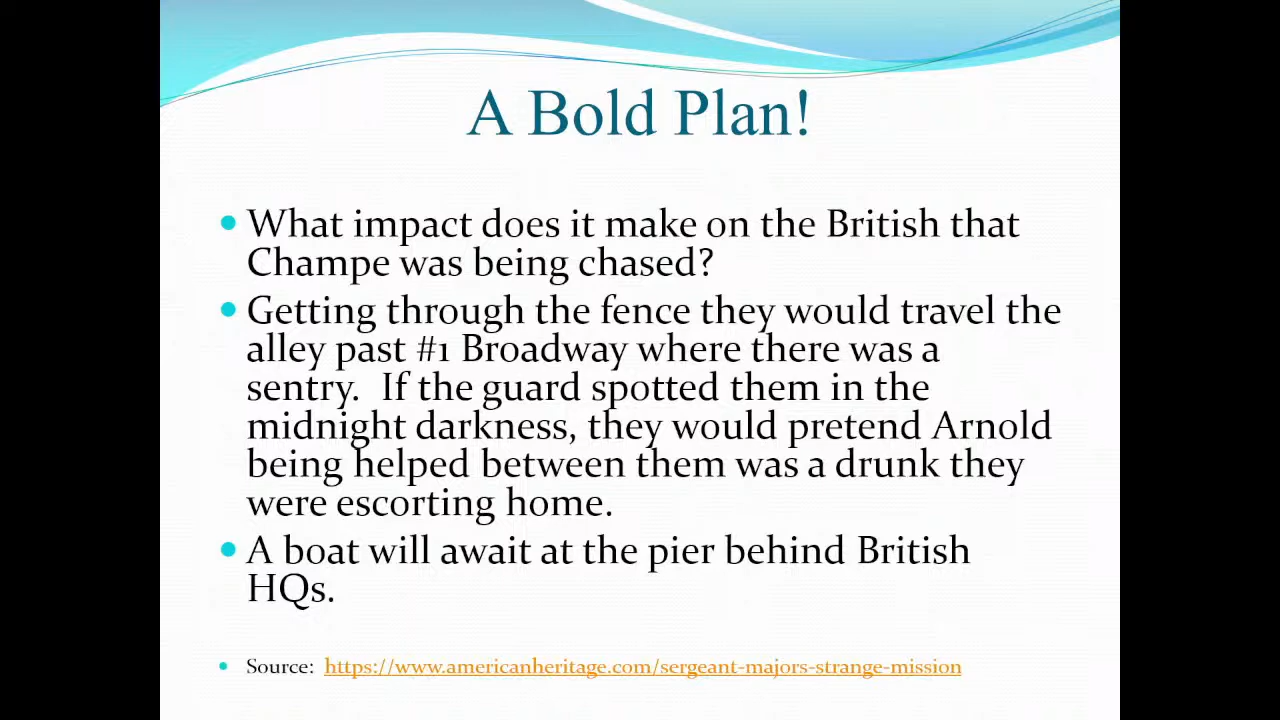 A Bold Plan!
• What impact does it make on the British that
Champe was being chased?
• Getting through the fence they would travel the
alley past #1 Broadway where there was a
sentry.  If the guard spotted them in the
midnight darkness, they would pretend Arnold
being helped between them was a drunk they
were escorting home.
• A boat will await at the pier behind British
HQs.
• Source:  https://www.americanheritage.com/sergeant-majors-strange-mission